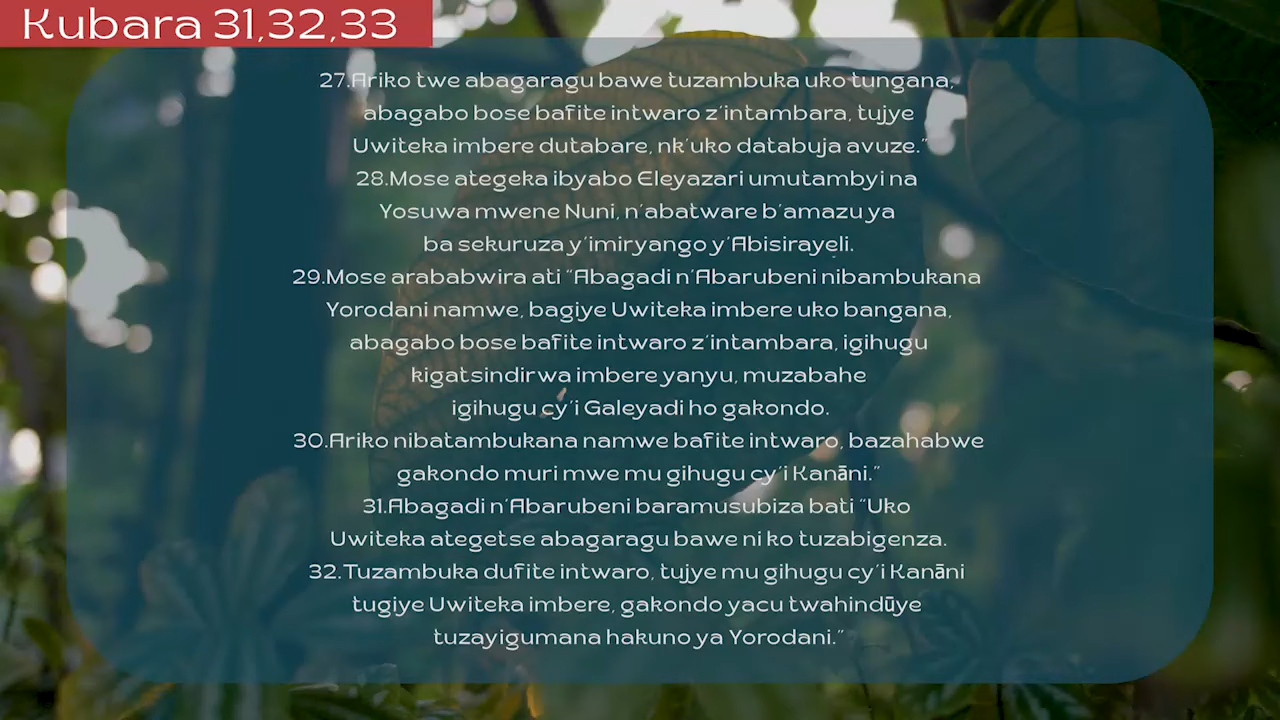 Kubara 31,32,33
27.Ariko twe abagaragu bawe tuzambuka uko tungana,
abagabo bose bafite intwaro z'intambara, tujye
Uwiteka imbere dutabare, nk'uko databuja avuze.”
28.Mose ategeka ibyabo Eleyazari umutambyi na
Yosuwa mwene Nuni, n'abatware b'amazu ya
ba sekuruza y'imiryango y'Abisirayeli.
29.Mose arababwira ati “Abagadi n'Abarubeni nibambukana
Yorodani namwe, bagiye Uwiteka imbere uko bangana,
abagabo bose bafite intwaro z'intambara, igihugu
kigatsindirwa imbere yanyu, muzabahe
igihugu cy'i Galeyadi ho gakondo.
30.Ariko nibatambukana namwe bafite intwaro, bazahabwe
gakondo muri mwe mu gihugu cy'i Kanāni.”
31.Abagadi n'Abarubeni baramusubiza bati “Uko
Uwiteka ategetse abagaragu bawe ni ko tuzabigenza.
32.Tuzambuka dufite intwaro, tujye mu gihugu cy'i Kanāni
tugiye Uwiteka imbere, gakondo yacu twahindūye
tuzayigumana hakuno ya Yorodani.”